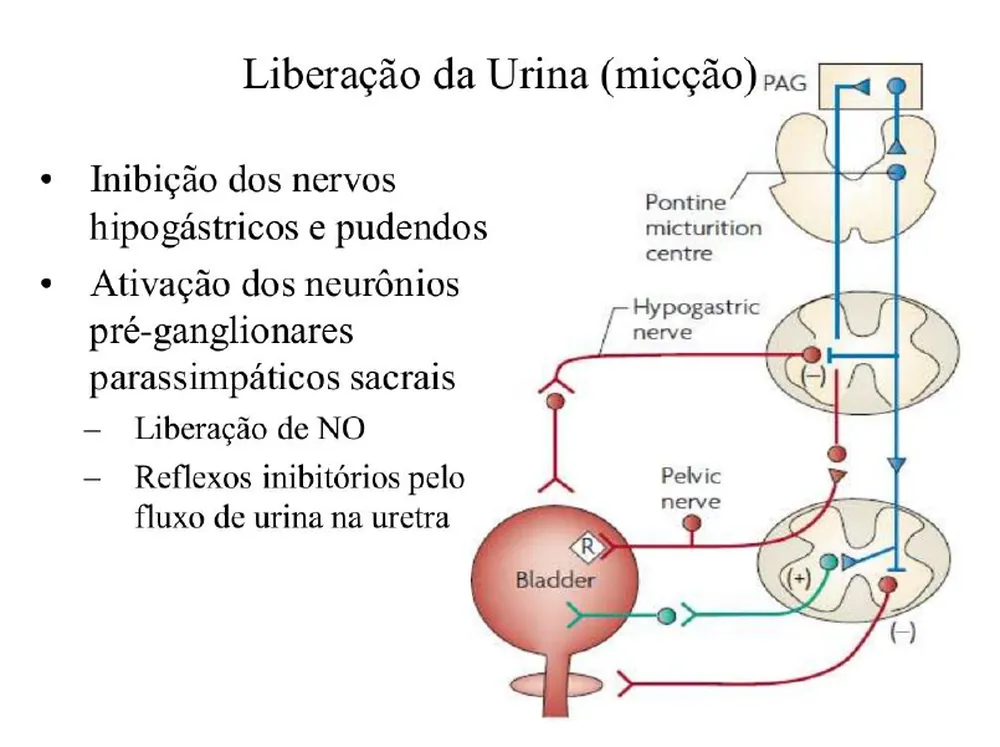 Liberação da Urina (micção)
• Inibição dos nervos
hipogástricos e pudendos
• Ativação dos neurônios
pré-ganglionares
parassimpáticos sacrais
– Liberação de NO
– Reflexos inibitórios pelo
fluxo de urina na uretra
PAG
Pontine
micturition
centre
Hypogastric
nerve
(–)
Pelvic
nerve
R
Bladder
(+)
(–)